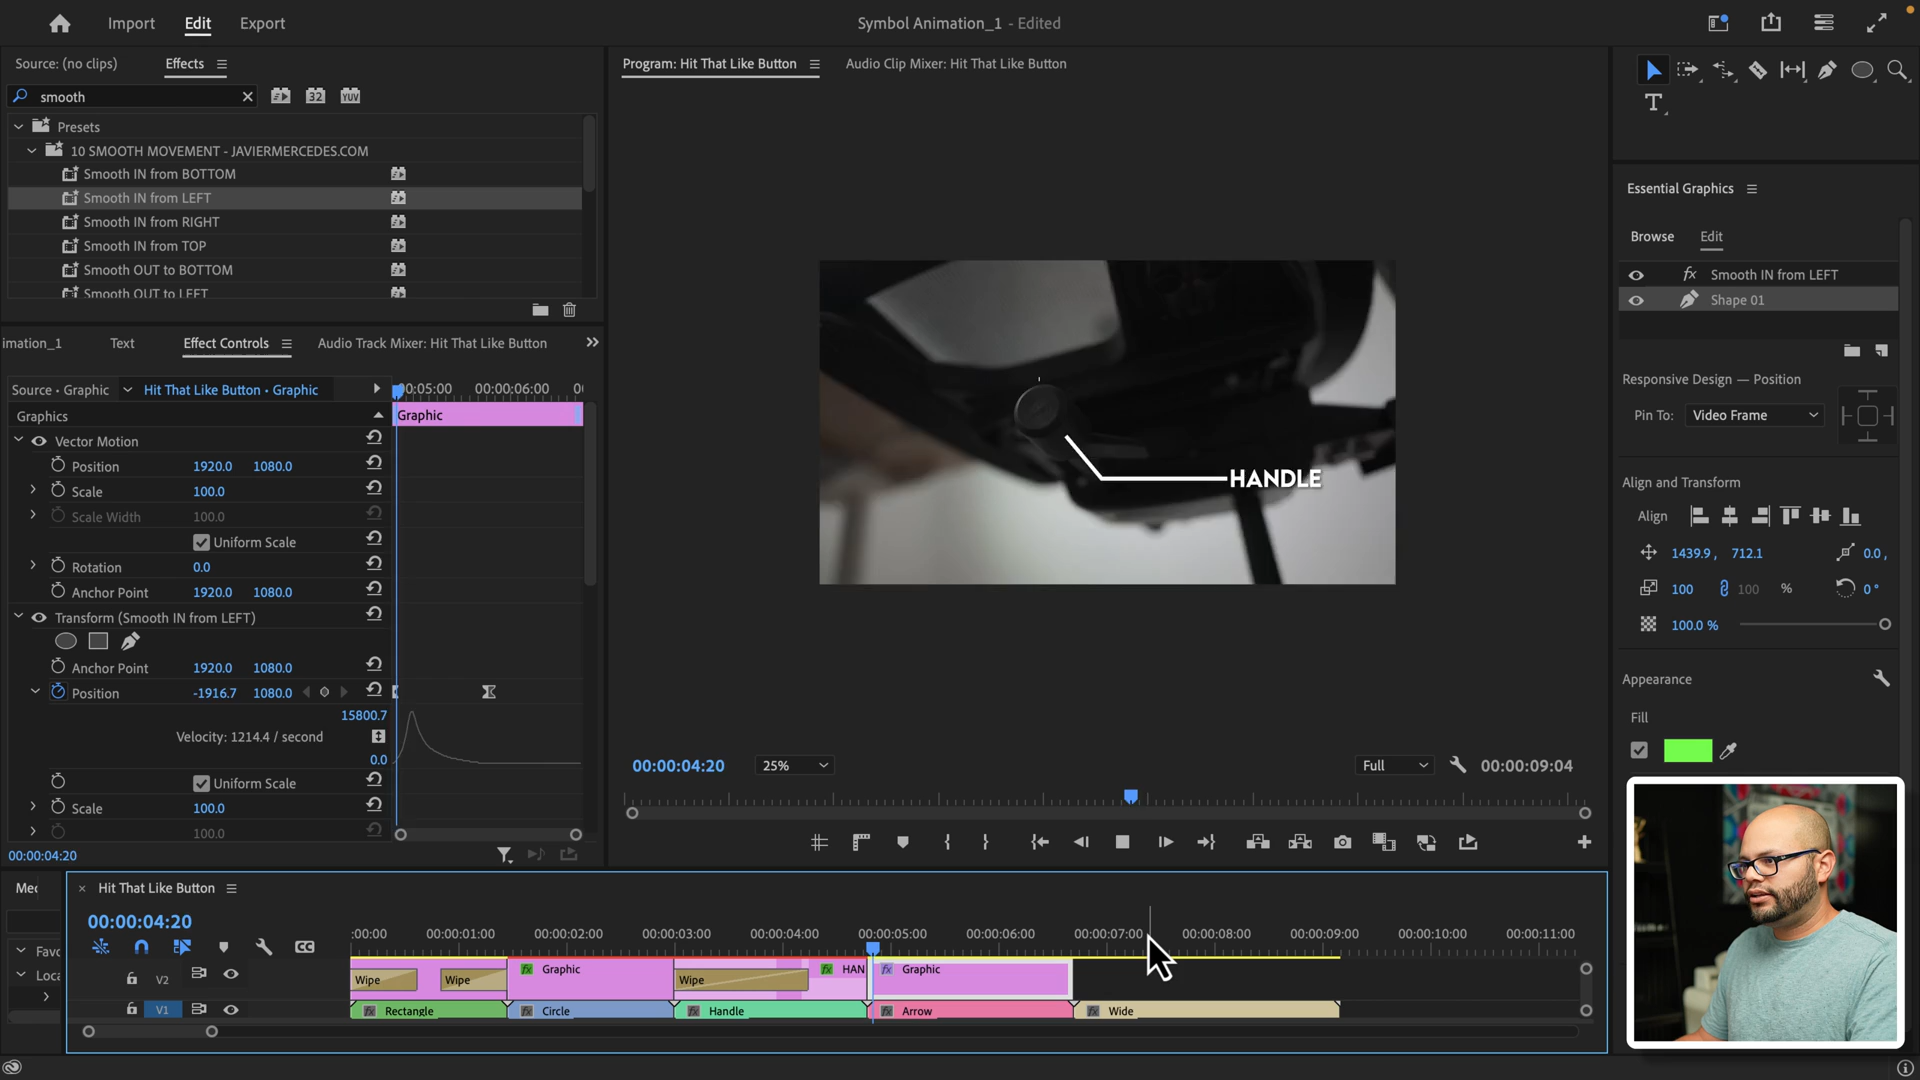 Import
Edit
Export
Symbol Animation_1 - Edited
Source: (no clips)
Effects
smooth
32
YUV
Presets
10 SMOOTH MOVEMENT - JAVIERMERCEDES.COM
Smooth IN from BOTTOM
Smooth IN from LEFT
Smooth IN from RIGHT
Smooth IN from TOP
Smooth OUT to BOTTOM
Smooth OUT to LEFT
imation_1
Text
Effect Controls
Audio Track Mixer: Hit That Like Button
Source • Graphic
Hit That Like Button • Graphic
00:05:00
00:00:06:00
Graphics
Graphic
Vector Motion
Position 1920.0 1080.0
Scale 100.0
Scale Width 100.0
Uniform Scale
Rotation 0.0
Anchor Point 1920.0 1080.0
Transform (Smooth IN from LEFT)
Anchor Point 1920.0 1080.0
Position -1916.7 1080.0
15800.7
Velocity: 1214.4 / second
0.0
Uniform Scale
Scale 100.0
100.0
00:00:04:20
Program: Hit That Like Button
Audio Clip Mixer: Hit That Like Button
HANDLE
00:00:04:20
25%
Full
00:00:09:04
T
Essential Graphics
Browse
Edit
fx Smooth IN from LEFT
Shape 01
Responsive Design — Position
Pin To: Video Frame
Align and Transform
Align
1439.9 , 712.1 0.0 ,
100 100 % 0 °
100.0 %
Appearance
Fill
Favo
Loca
Hit That Like Button
00:00:04:20
CC
:00:00
00:00:01:00
00:00:02:00
00:00:03:00
00:00:04:00
00:00:05:00
00:00:06:00
00:00:07:00
00:00:08:00
00:00:09:00
00:00:10:00
00:00:11:00
V2
Wipe
Wipe
fx Graphic
Wipe
fx HAN
fx Graphic
V1
fx Rectangle
fx Circle
fx Handle
fx Arrow
fx Wide